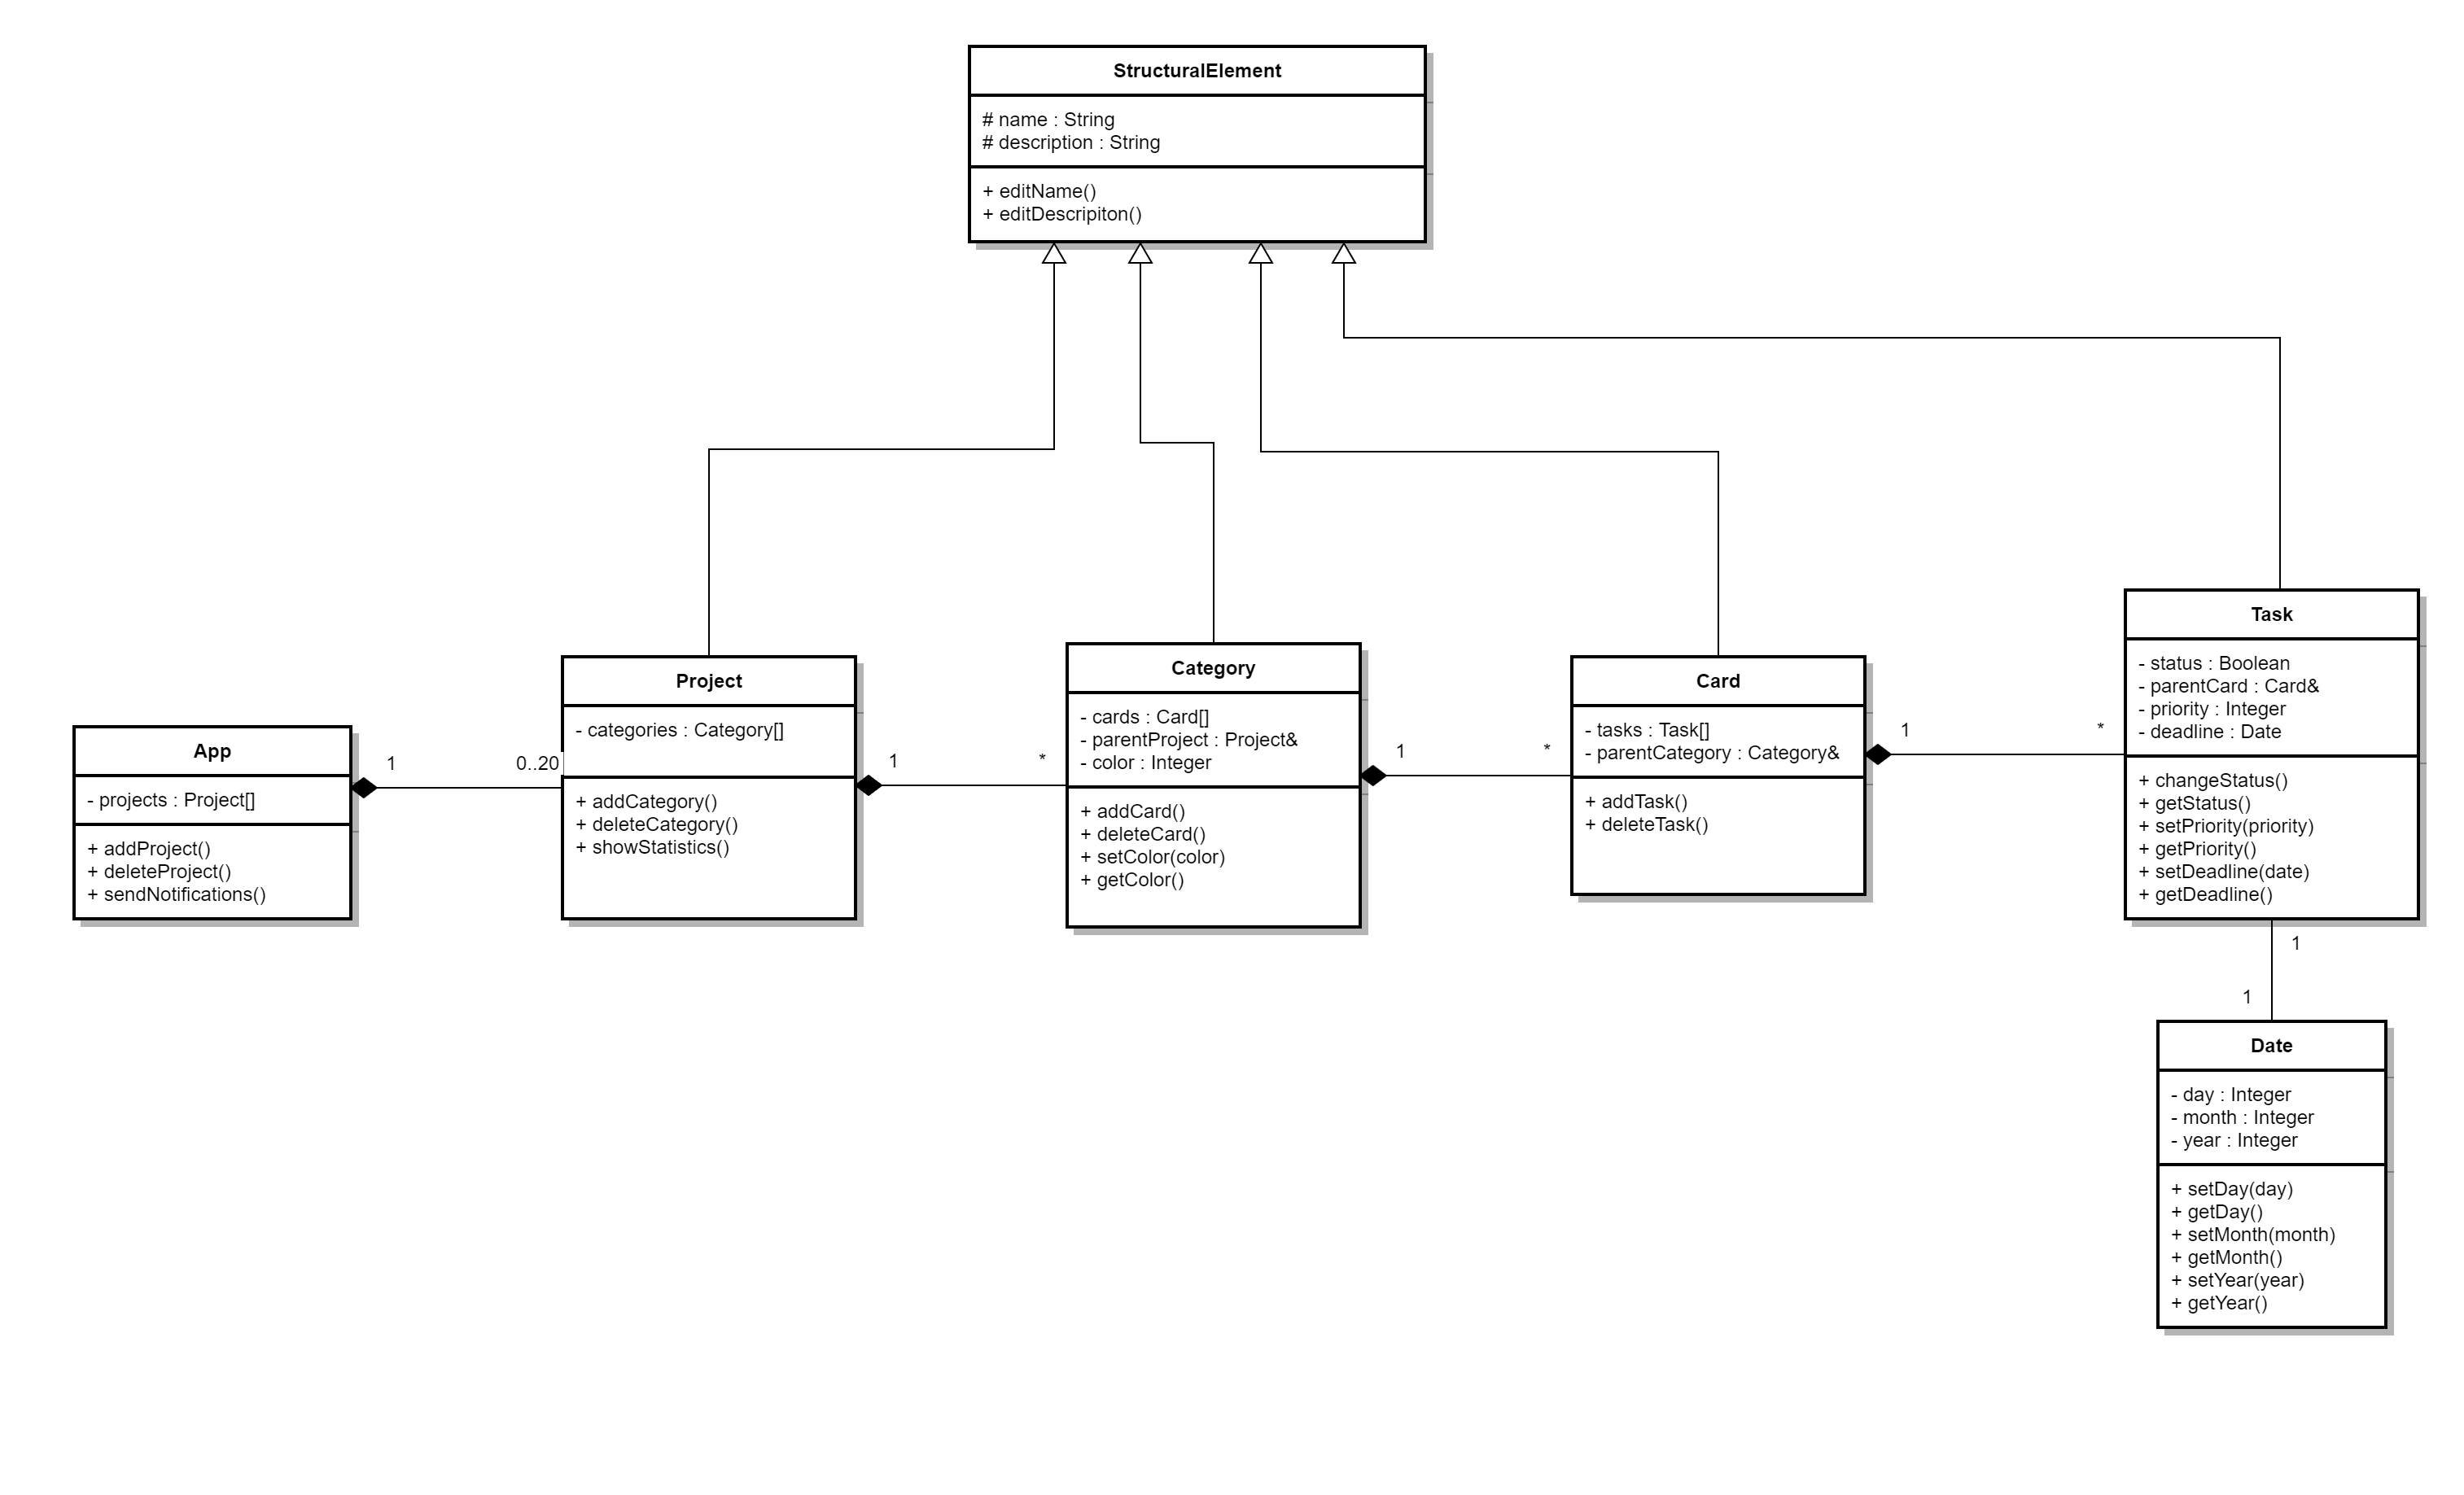 StructuralElement
# name : String
# description : String
+ editName()
+ editDescripiton()
App
- projects : Project[]
+ addProject()
+ deleteProject()
+ sendNotifications()
1
0..20
Project
- categories : Category[]
+ addCategory()
+ deleteCategory()
+ showStatistics()
1
*
Category
- cards : Card[]
- parentProject : Project&
- color : Integer
+ addCard()
+ deleteCard()
+ setColor(color)
+ getColor()
1
*
Card
- tasks : Task[]
- parentCategory : Category&
+ addTask()
+ deleteTask()
1
*
Task
- status : Boolean
- parentCard : Card&
- priority : Integer
- deadline : Date
+ changeStatus()
+ getStatus()
+ setPriority(priority)
+ getPriority()
+ setDeadline(date)
+ getDeadline()
1
1
Date
- day : Integer
- month : Integer
- year : Integer
+ setDay(day)
+ getDay()
+ setMonth(month)
+ getMonth()
+ setYear(year)
+ getYear()